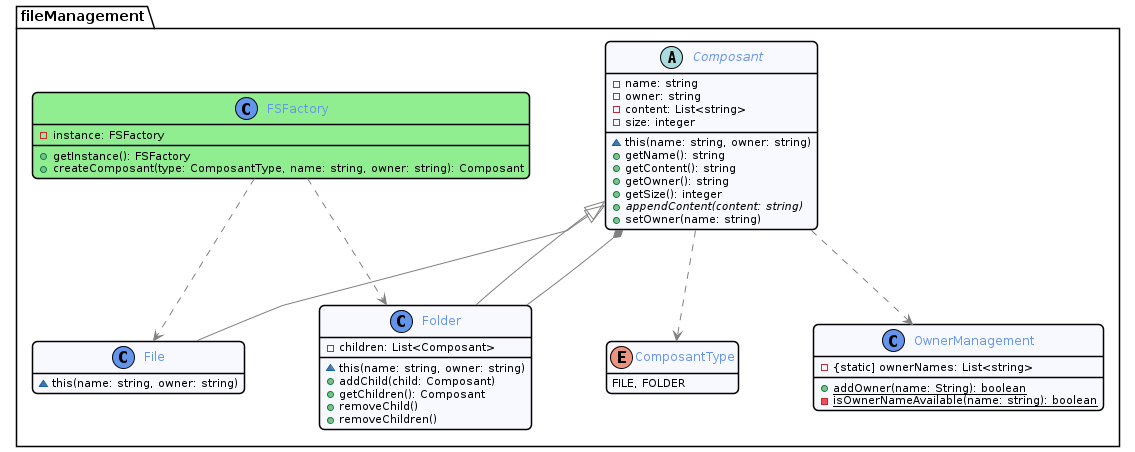 fileManagement
A Composant
name: string
owner: string
content: List<string>
size: integer
this(name: string, owner: string)
getName(): string
getContent(): string
getOwner(): string
getSize(): integer
appendContent(content: string)
setOwner(name: string)
C FSFactory
instance: FSFactory
getInstance(): FSFactory
createComposant(type: ComposantType, name: string, owner: string): Composant
C File
this(name: string, owner: string)
C Folder
children: List<Composant>
this(name: string, owner: string)
addChild(child: Composant)
getChildren(): Composant
removeChild()
removeChildren()
E ComposantType
FILE, FOLDER
C OwnerManagement
{static] ownerNames: List<string>
addOwner(name: String): boolean
isOwnerNameAvailable(name: string): boolean